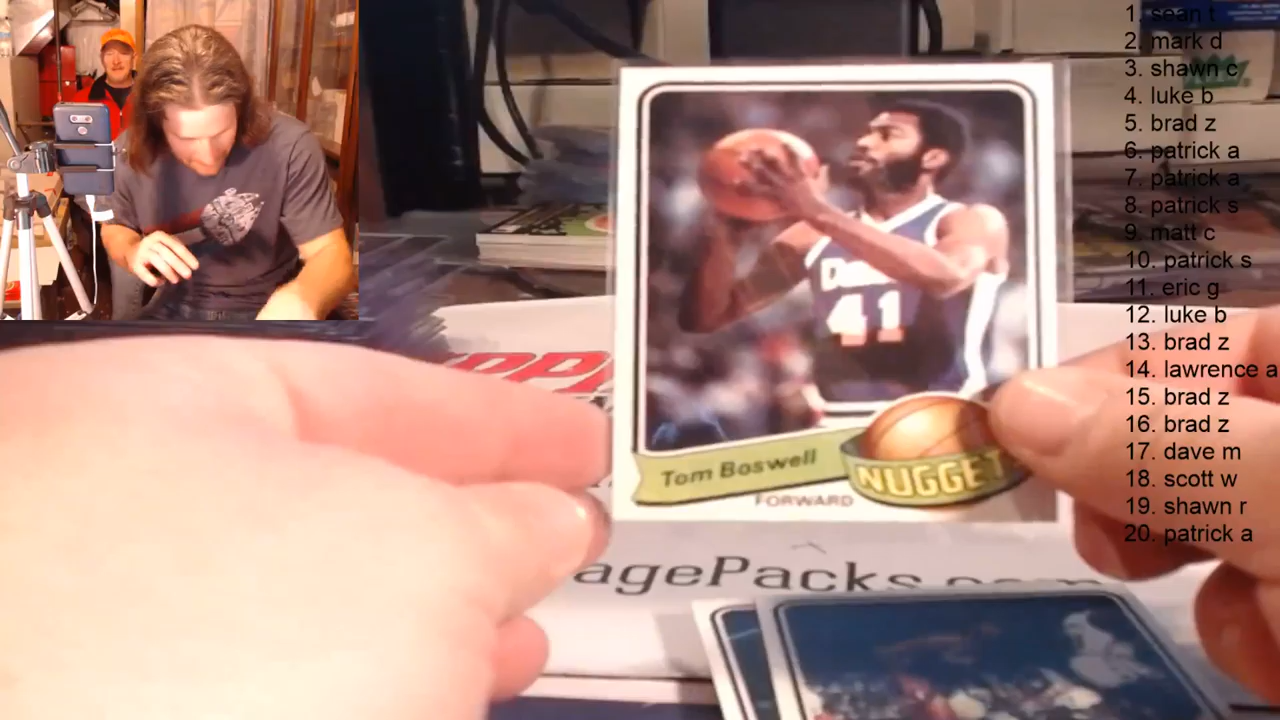 1. sean t
2. mark d
3. shawn c
4. luke b
5. brad z
6. patrick a
7. patrick a
8. patrick s
9. matt c
10. patrick s
11. eric g
12. luke b
13. brad z
14. lawrence a
15. brad z
16. brad z
17. dave m
18. scott w
19. shawn r
20. patrick a
41
Tom Boswell
NUGGET
FORWARD
agePacks.com